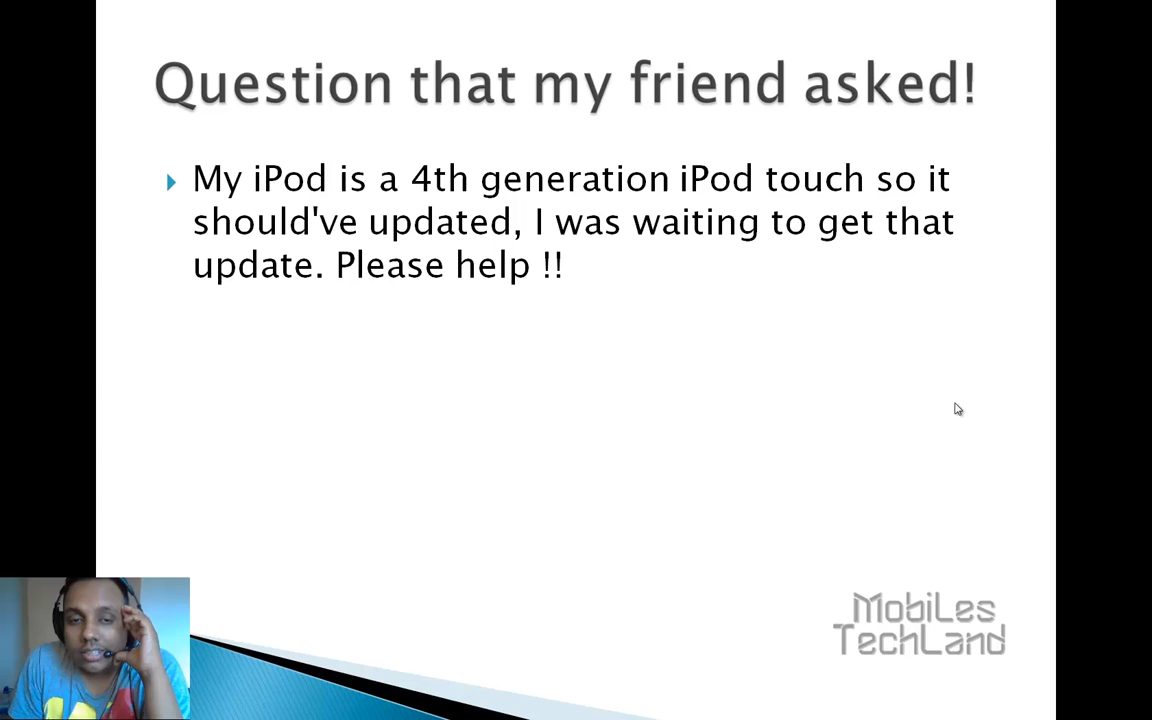 Question that my friend asked!
My iPod is a 4th generation iPod touch so it
should've updated, I was waiting to get that
update. Please help !!
MobiLes
TechLand